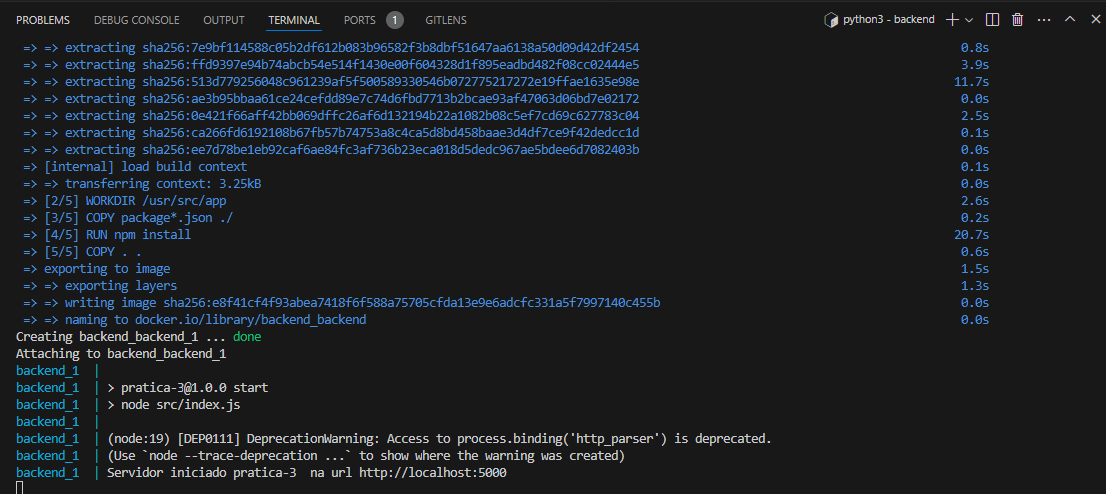 PROBLEMS DEBUG CONSOLE OUTPUT TERMINAL PORTS 1 GITLENS python3 - backend
=> => extracting sha256:7e9bf114588c05b2df612b083b96582f3b8dbf51647aa6138a50d09d42df2454 0.8s
=> => extracting sha256:ffd9397e94b74abcb54e514f1430e00f604328d1f895eadbd482f08cc02444e5 3.9s
=> => extracting sha256:513d779256048c961239af5f500589330546b072775217272e19ffae1635e98e 11.7s
=> => extracting sha256:ae3b95bbaa61ce24cefdd89e7c74d6fbd7713b2bcae93af47063d06bd7e02172 0.0s
=> => extracting sha256:0e421f66aff42bb069dffc26af6d132194b22a1082b08c5ef7cd69c627783c04 2.5s
=> => extracting sha256:ca266fd6192108b67fb57b74753a8c4ca5d8bd458baae3d4df7ce9f42dedcc1d 0.1s
=> => extracting sha256:ee7d78be1eb92caf6ae84fc3af736b23eca018d5dedc967ae5bdee6d7082403b 0.0s
=> [internal] load build context 0.1s
=> => transferring context: 3.25kB 0.0s
=> [2/5] WORKDIR /usr/src/app 2.6s
=> [3/5] COPY package*.json ./ 0.2s
=> [4/5] RUN npm install 20.7s
=> [5/5] COPY . . 0.6s
=> exporting to image 1.5s
=> => exporting layers 1.3s
=> => writing image sha256:e8f41cf4f93abea7418f6f588a75705cfda13e9e6adcfc331a5f7997140c455b 0.0s
=> => naming to docker.io/library/backend_backend 0.0s
Creating backend_backend_1 ... done
Attaching to backend_backend_1
backend_1 |
backend_1 | > pratica-3@1.0.0 start
backend_1 | > node src/index.js
backend_1 |
backend_1 | (node:19) [DEP0111] DeprecationWarning: Access to process.binding('http_parser') is deprecated.
backend_1 | (Use `node --trace-deprecation ...` to show where the warning was created)
backend_1 | Servidor iniciado pratica-3 na url http://localhost:5000